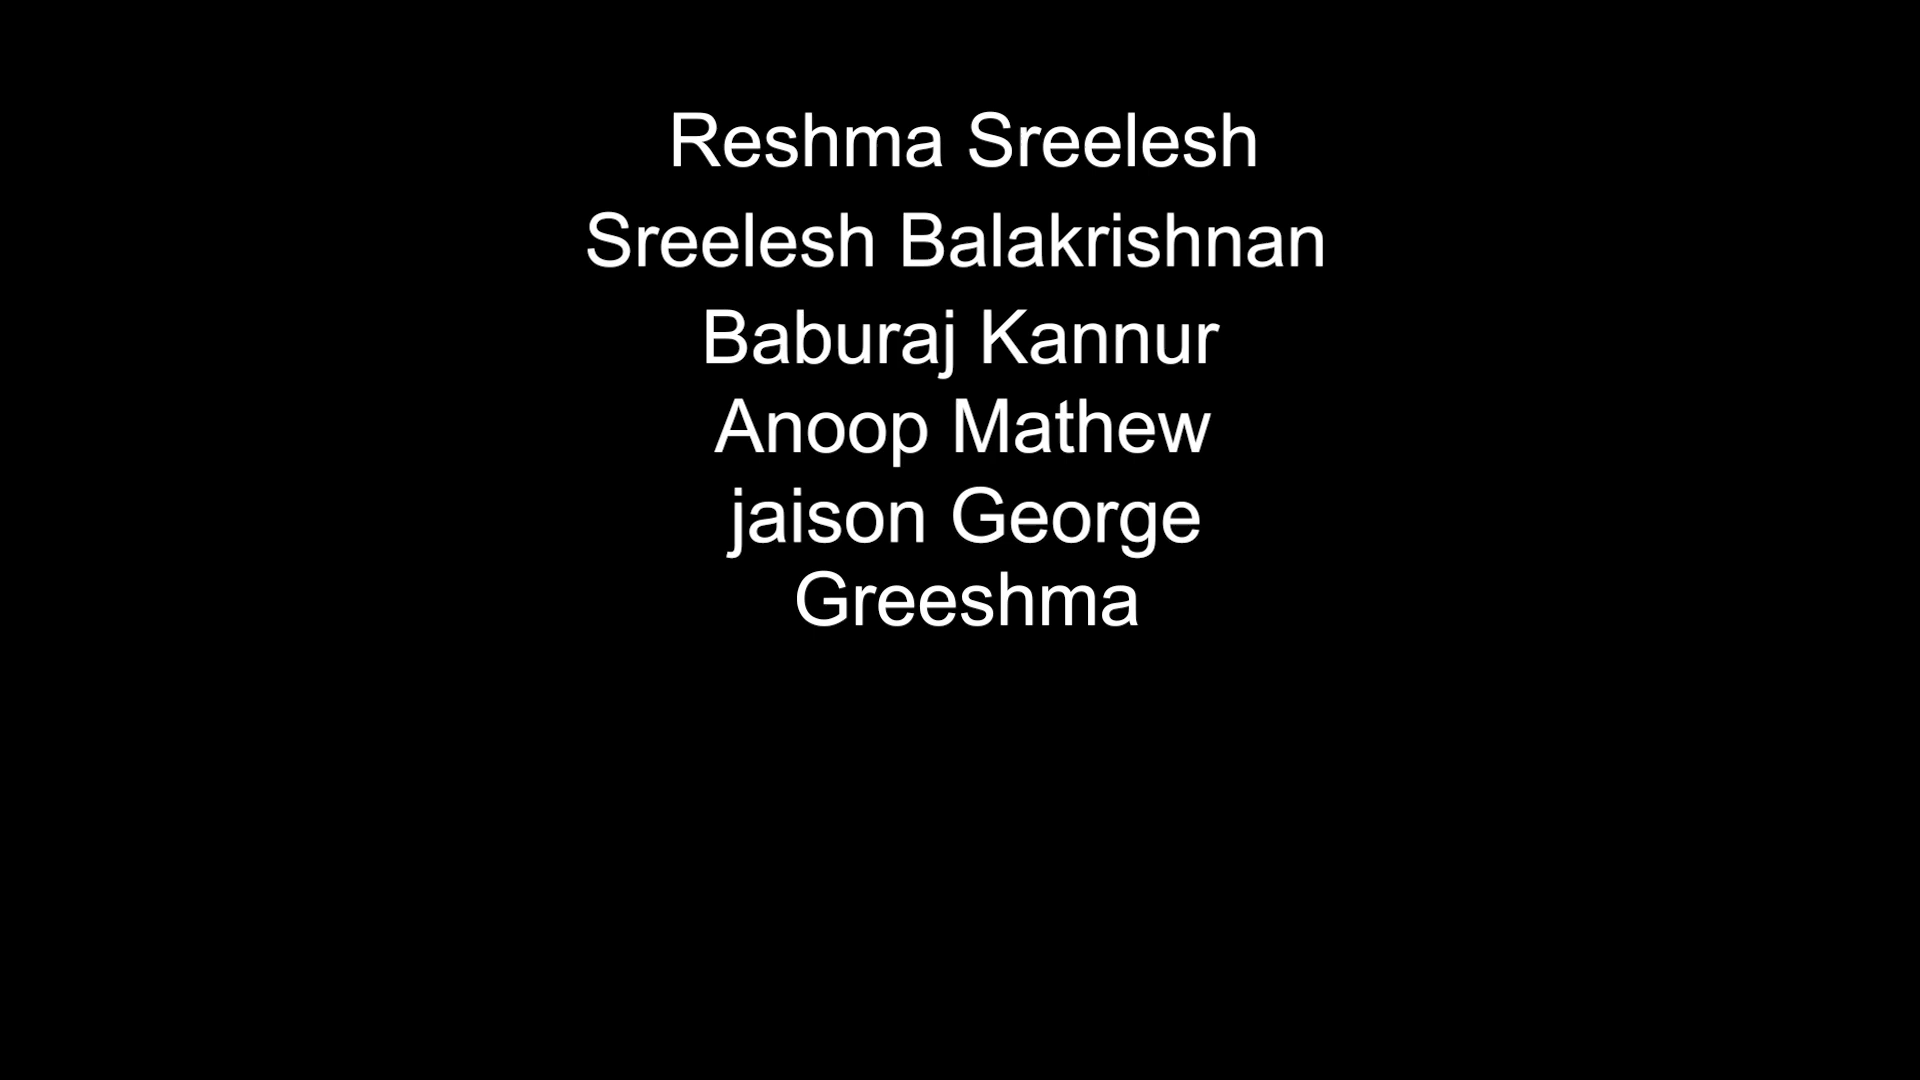 Reshma Sreelesh
Sreelesh Balakrishnan
Baburaj Kannur
Anoop Mathew
jaison George
Greeshma